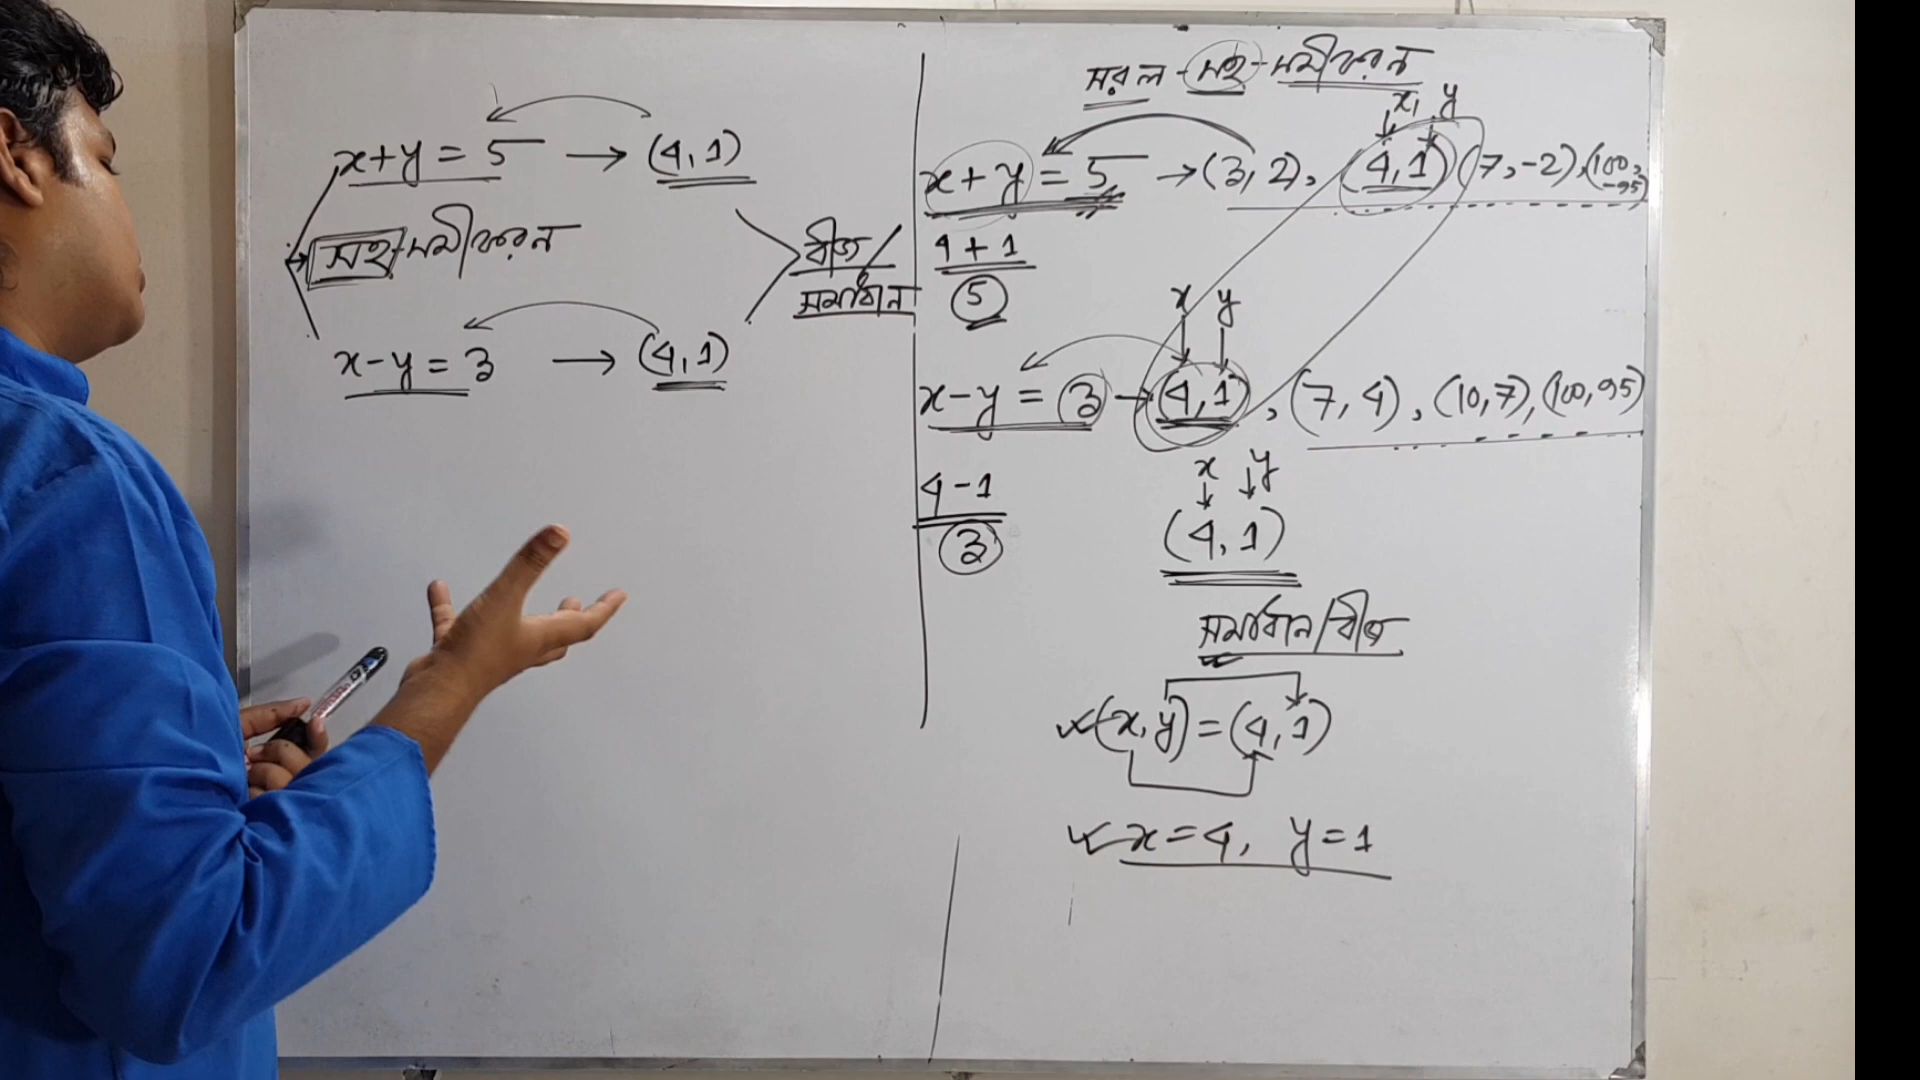 x+y = 5 → (4,1)
সহ-সমীকরন
বীজ/
সমাধান
x-y = 3 → (4,1)
সরল-সহ-সমীকরন
x, y
x+y = 5 → (3,2), (4,1) (7,-2), (100,
-95)
4+1
5
x y
x-y = 3 → (4,1), (7,4), (10,7), (100,95)
4-1
3
x y
(4,1)
সমাধান/বীজ
(x,y) = (4,1)
x=4, y=1